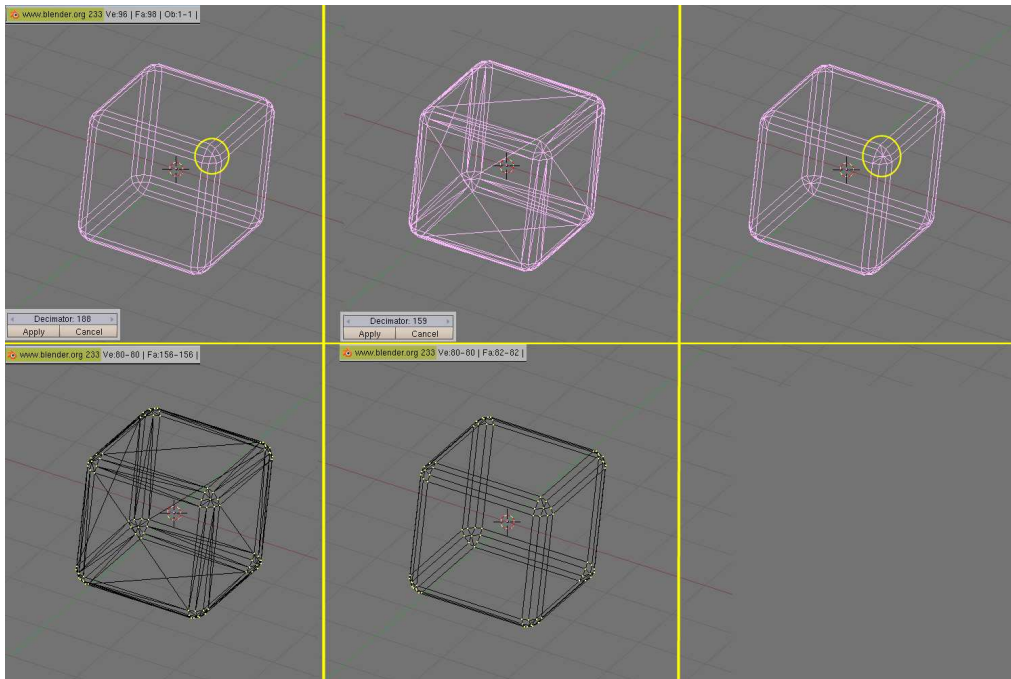 www.blender.org 233 Ve:96 | Fa:98 | Ob:1-1 |
Decimator: 188
Apply Cancel
Decimator: 159
Apply Cancel
www.blender.org 233 Ve:80-80 | Fa:156-156 |
www.blender.org 233 Ve:80-80 | Fa:82-82 |